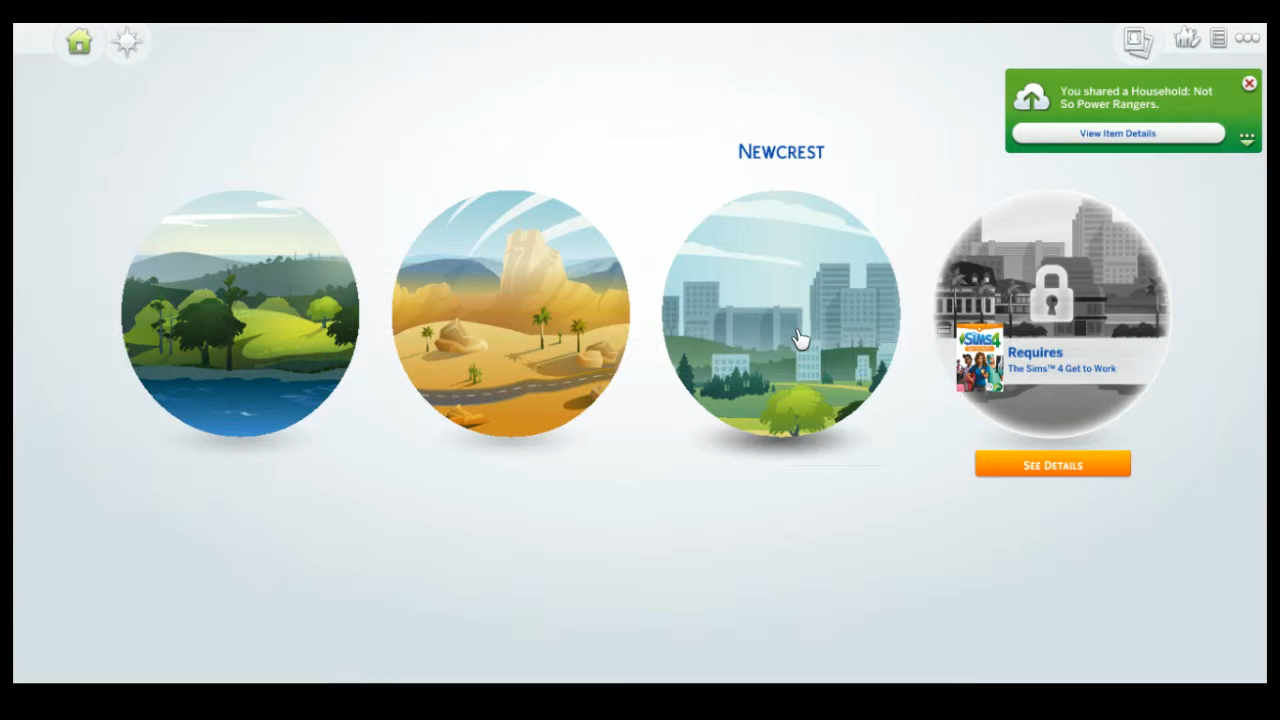 You shared a Household: Not
So Power Rangers.
View Item Details
NEWCREST
SIMS4
Requires
The Sims™ 4 Get to Work
SEE DETAILS